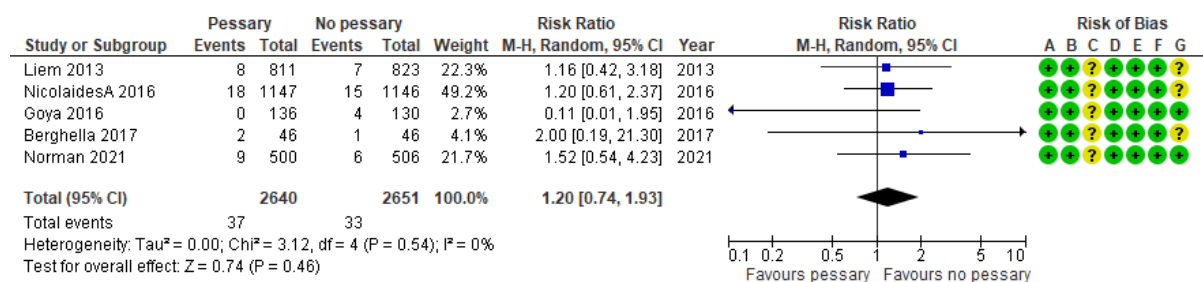 Pessary No pessary Risk Ratio Risk Ratio Risk of Bias
Study or Subgroup Events Total Events Total Weight M-H, Random, 95% CI Year M-H, Random, 95% CI A B C D E F G
Liem 2013 8 811 7 823 22.3% 1.16 [0.42, 3.18] 2013 + + ? + + + ?
NicolaidesA 2016 18 1147 15 1146 49.2% 1.20 [0.61, 2.37] 2016 + + ? + + + ?
Goya 2016 0 136 4 130 2.7% 0.11 [0.01, 1.95] 2016 + + ? + + + +
Berghella 2017 2 46 1 46 4.1% 2.00 [0.19, 21.30] 2017 + + ? + + + ?
Norman 2021 9 500 6 506 21.7% 1.52 [0.54, 4.23] 2021 + + ? + + + +
Total (95% CI) 2640 2651 100.0% 1.20 [0.74, 1.93]
Total events 37 33
Heterogeneity: Tau² = 0.00; Chi² = 3.12, df = 4 (P = 0.54); I² = 0%
Test for overall effect: Z = 0.74 (P = 0.46)
0.1 0.2 0.5 1 2 5 10
Favours pessary Favours no pessary